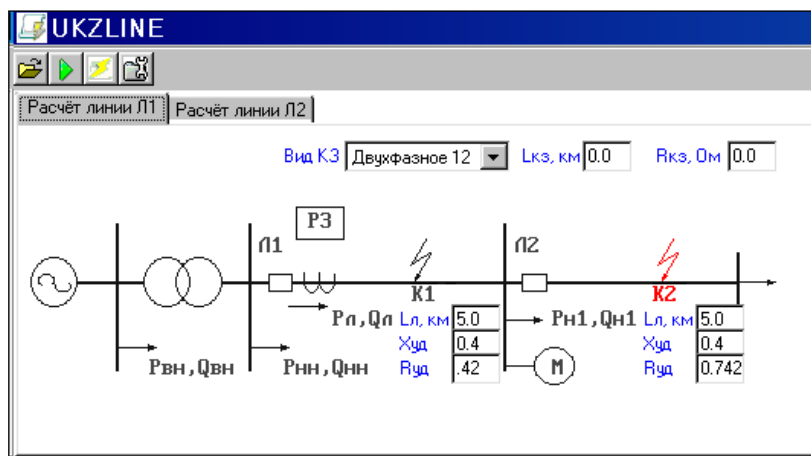 UKZLINE
Расчёт линии Л1 Расчёт линии Л2
Вид КЗ Двухфазное 12 Lкз, км 0.0 Rкз, Ом 0.0
РЗ
Л1 Л2
К1 К2
Рл,Qл Lл, км 5.0 Рн1,Qн1 Lл, км 5.0
Худ 0.4 Худ 0.4
Рвн,Qвн Рнн,Qнн Rуд .42 М Rуд 0.742